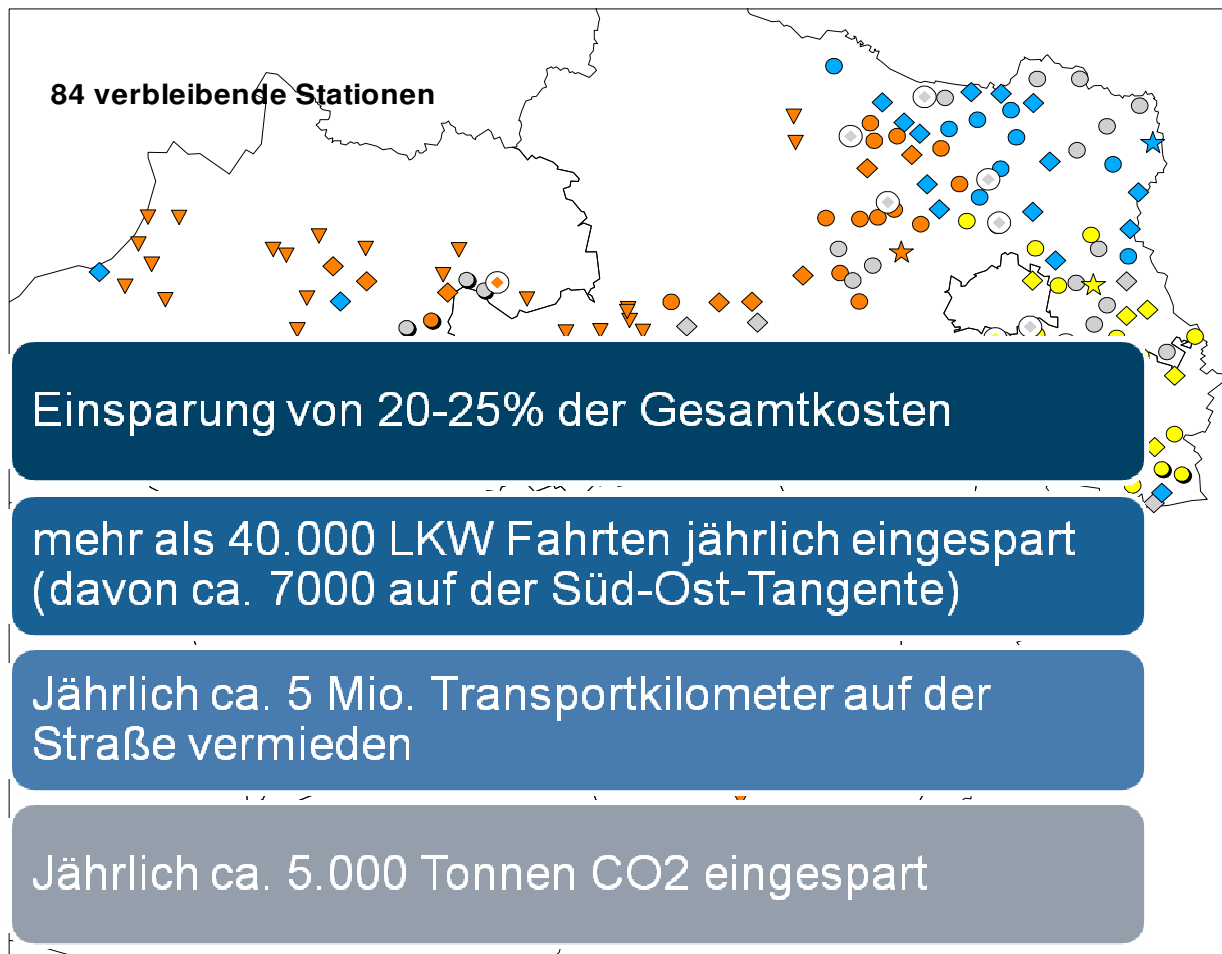 84 verbleibende Stationen
Einsparung von 20-25% der Gesamtkosten
mehr als 40.000 LKW Fahrten jährlich eingespart
(davon ca. 7000 auf der Süd-Ost-Tangente)
Jährlich ca. 5 Mio. Transportkilometer auf der
Straße vermieden
Jährlich ca. 5.000 Tonnen CO2 eingespart